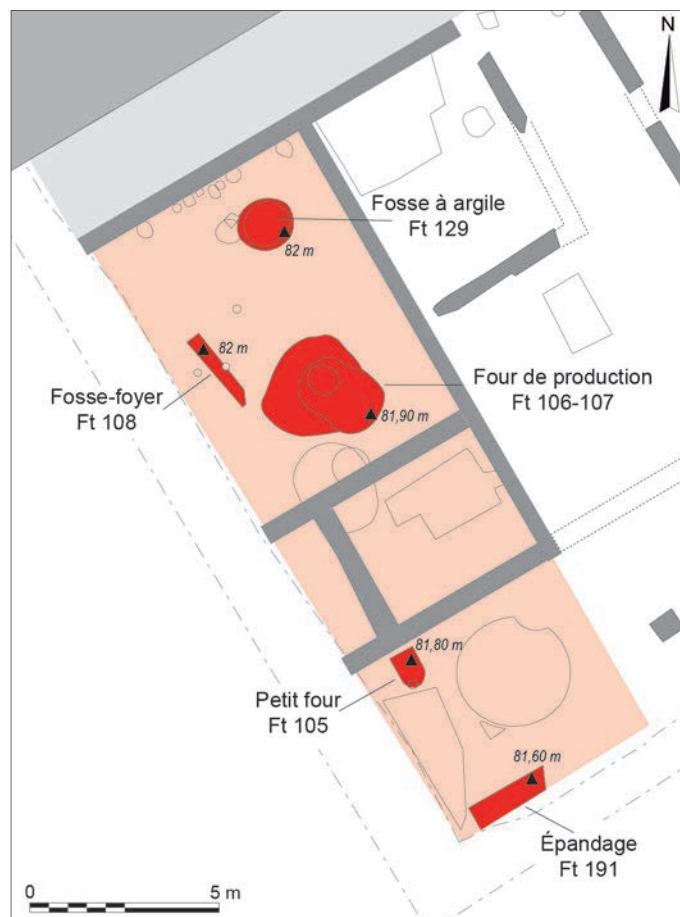 N
Fosse à argile
Ft 129
82 m
82 m
Fosse-foyer
Ft 108
Four de production
Ft 106-107
81,90 m
81,80 m
Petit four
Ft 105
81,60 m
Épandage
Ft 191
0 5 m